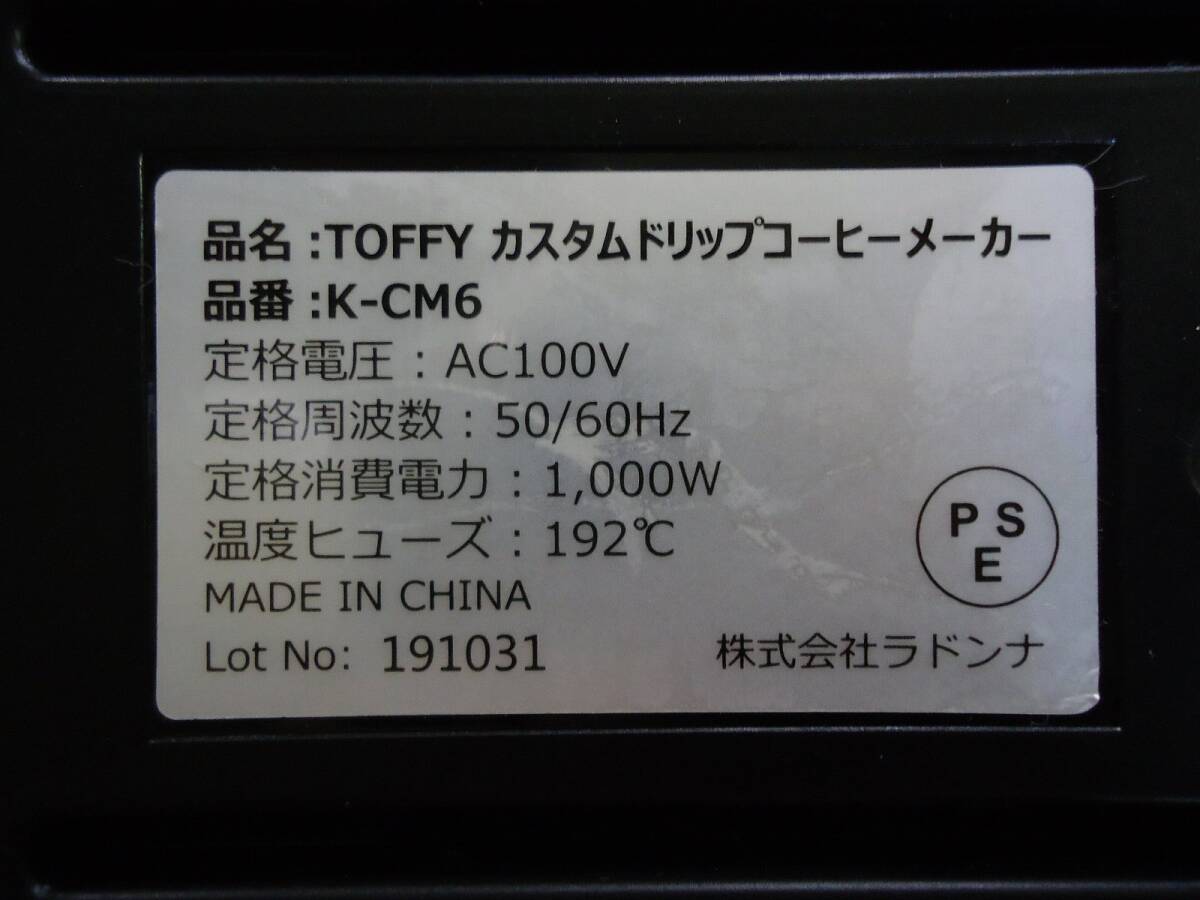 品名 :TOFFY カスタムドリップコーヒーメーカー
品番 :K-CM6
定格電圧 : AC100V
定格周波数 : 50/60Hz
定格消費電力 : 1,000W
温度ヒューズ : 192℃
MADE IN CHINA
Lot No: 191031
P S
E
株式会社ラドンナ